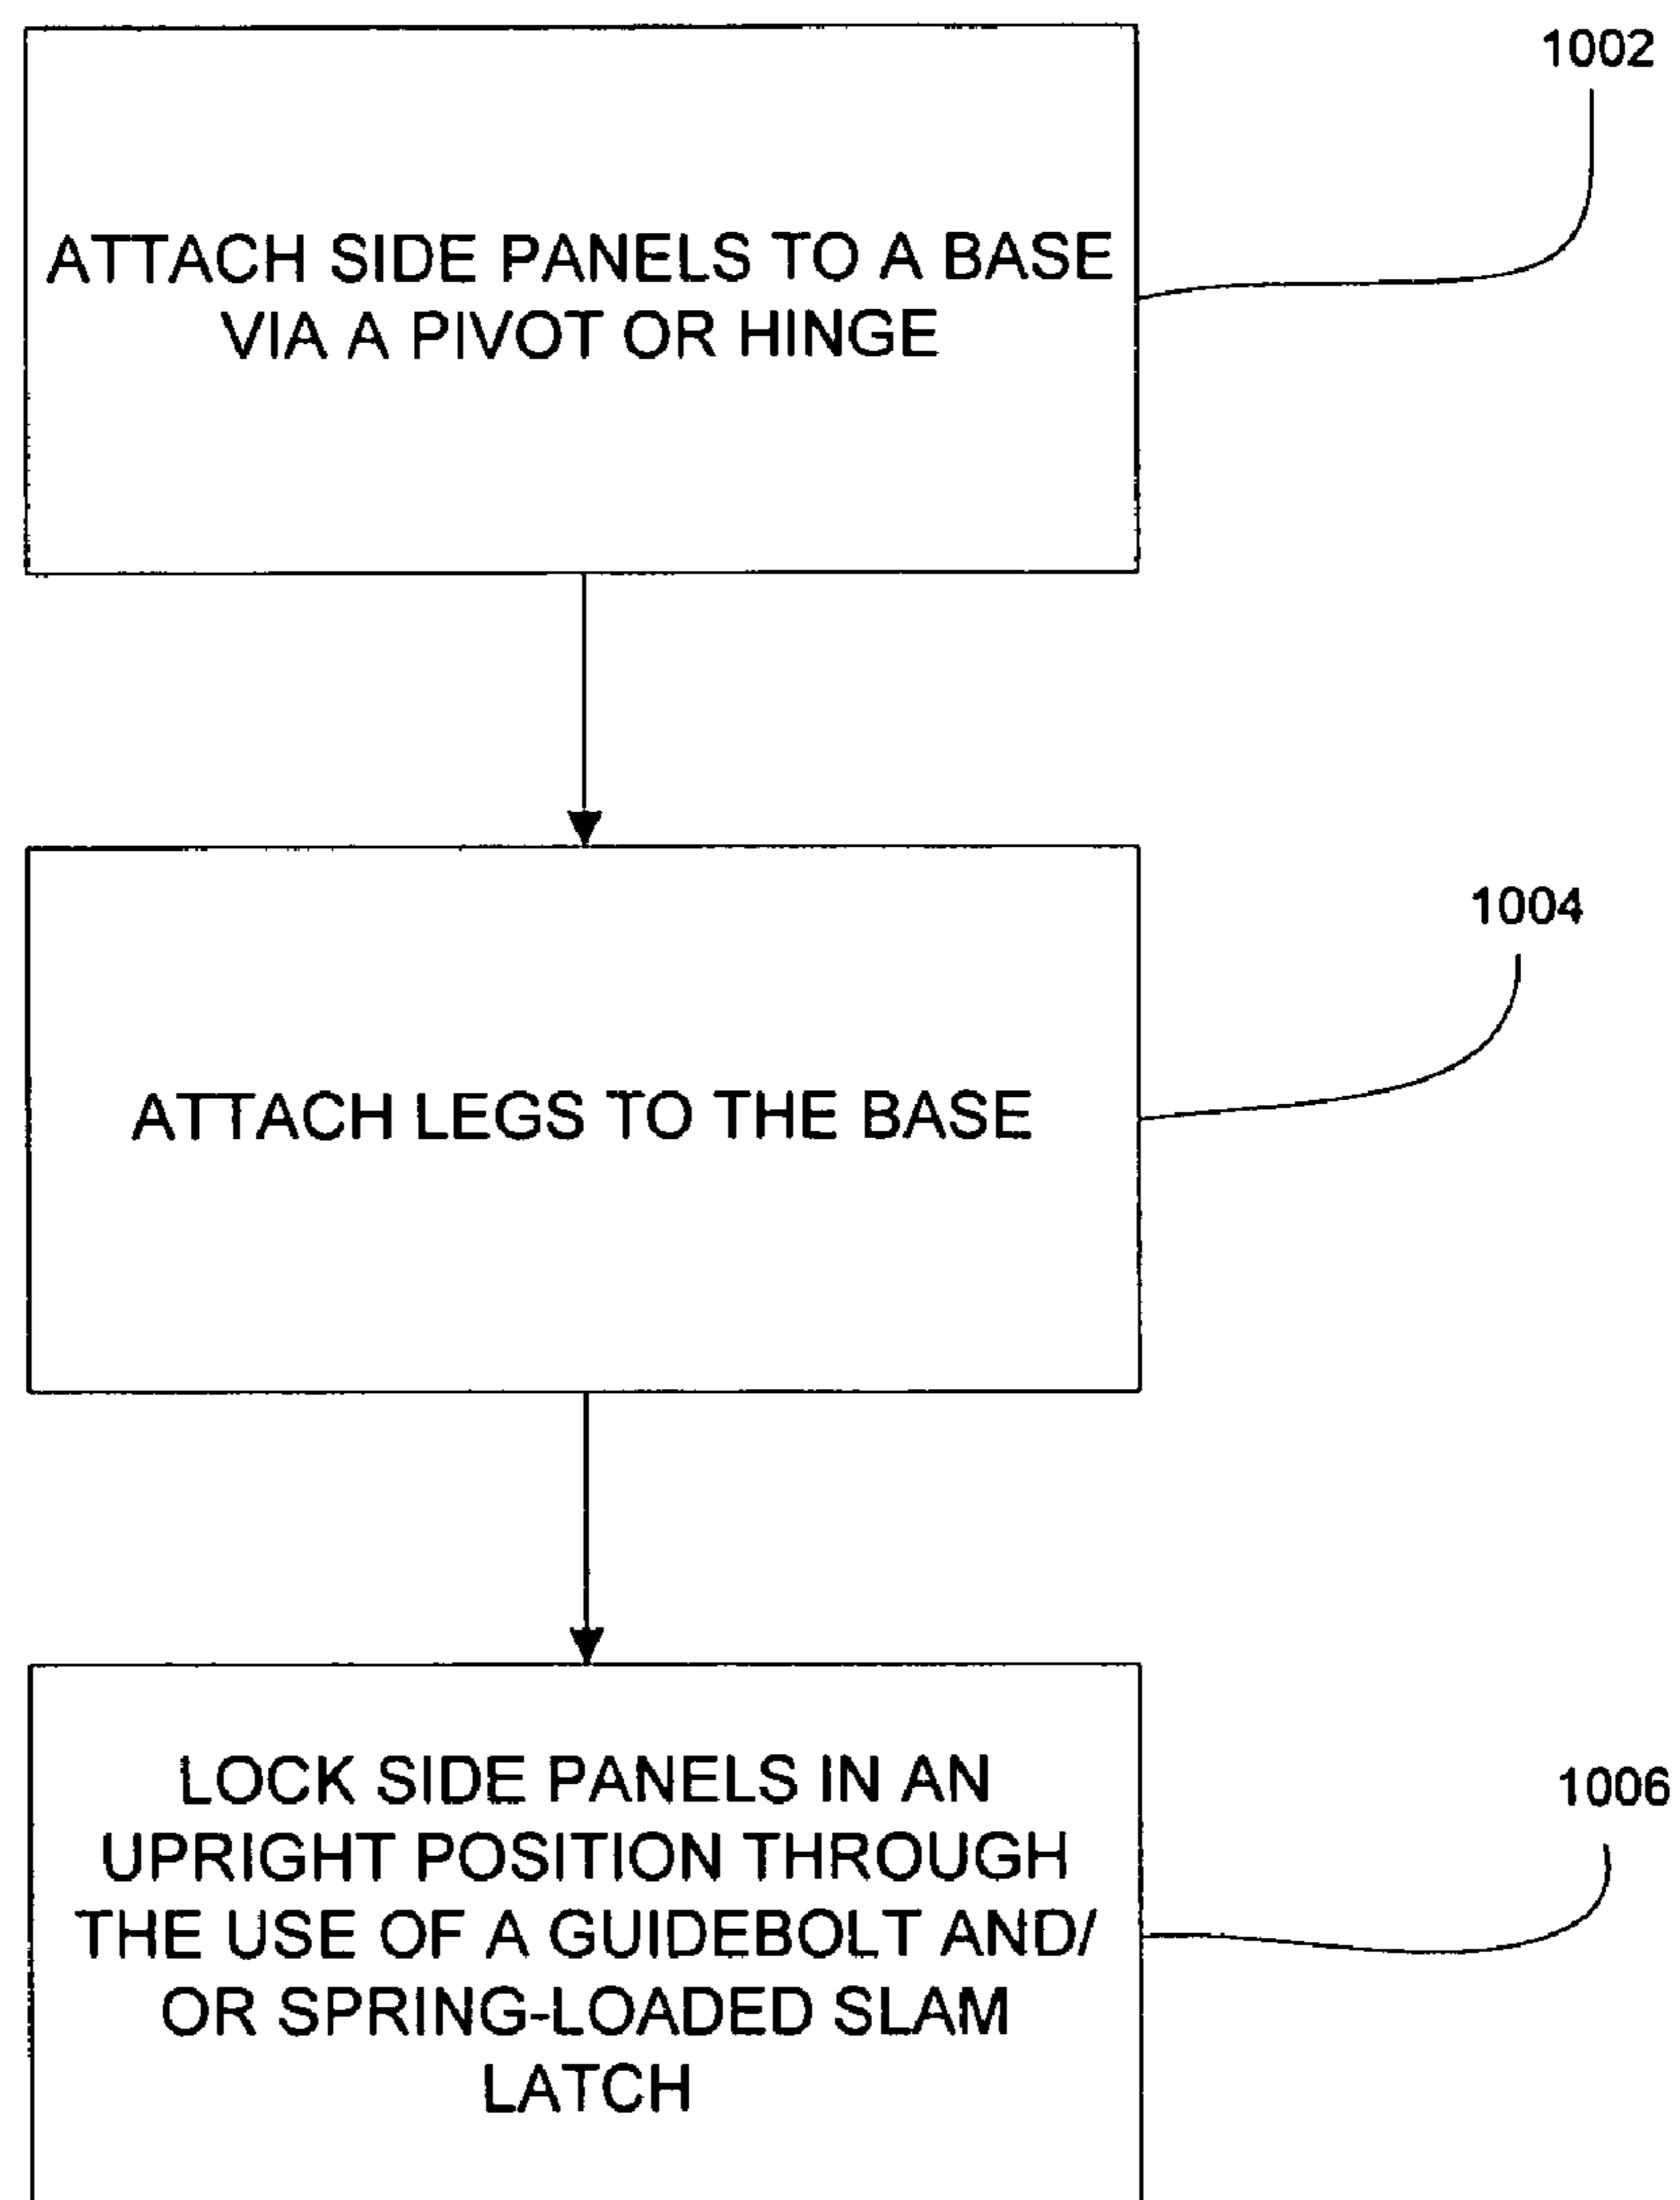 1002
ATTACH SIDE PANELS TO A BASE
VIA A PIVOT OR HINGE
1004
ATTACH LEGS TO THE BASE
1006
LOCK SIDE PANELS IN AN
UPRIGHT POSITION THROUGH
THE USE OF A GUIDEBOLT AND/
OR SPRING-LOADED SLAM
LATCH